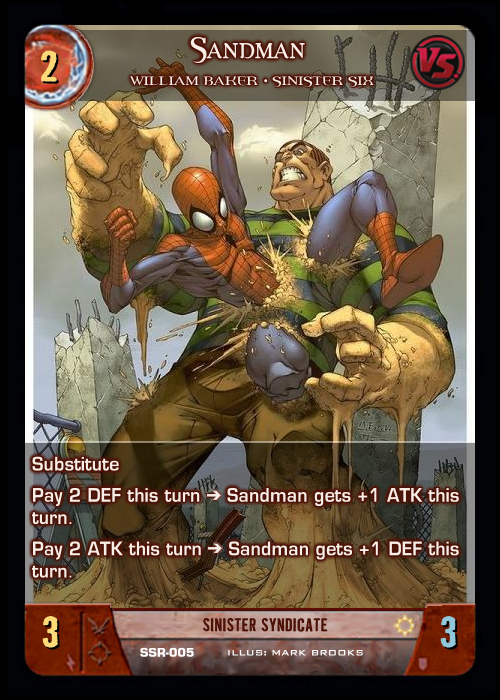 2
SANDMAN
VS.
WILLIAM BAKER • SINISTER SIX
Substitute
Pay 2 DEF this turn → Sandman gets +1 ATK this
turn.
Pay 2 ATK this turn → Sandman gets +1 DEF this
turn.
3
SINISTER SYNDICATE
3
SSR-005 ILLUS: MARK BROOKS